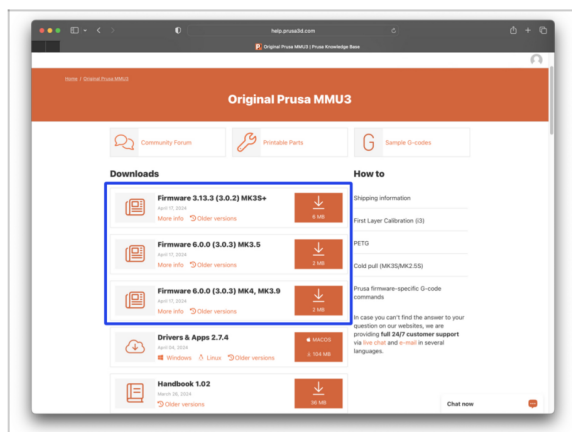 help.prusa3d.com
Original Prusa MMU3 | Prusa Knowledge Base
Home / Original Prusa MMU3
Original Prusa MMU3
Community Forum
Printable Parts
Sample G-codes
Downloads
Firmware 3.13.3 (3.0.2) MK3S+
April 17, 2024
More info Older versions
6 MB
Firmware 6.0.0 (3.0.3) MK3.5
April 17, 2024
More info Older versions
2 MB
Firmware 6.0.0 (3.0.3) MK4, MK3.9
April 17, 2024
More info Older versions
2 MB
Drivers & Apps 2.7.4
April 04, 2024
Windows Linux Older versions
MACOS
104 MB
Handbook 1.02
March 26, 2024
Older versions
38 MB
How to
Shipping information
First Layer Calibration (i3)
PETG
Cold pull (MK3S/MK2.5S)
Prusa firmware-specific G-code
commands
In case you can't find the answer to your
question on our websites, we are
providing full 24/7 customer support
via live chat and e-mail in several
languages.
Chat now